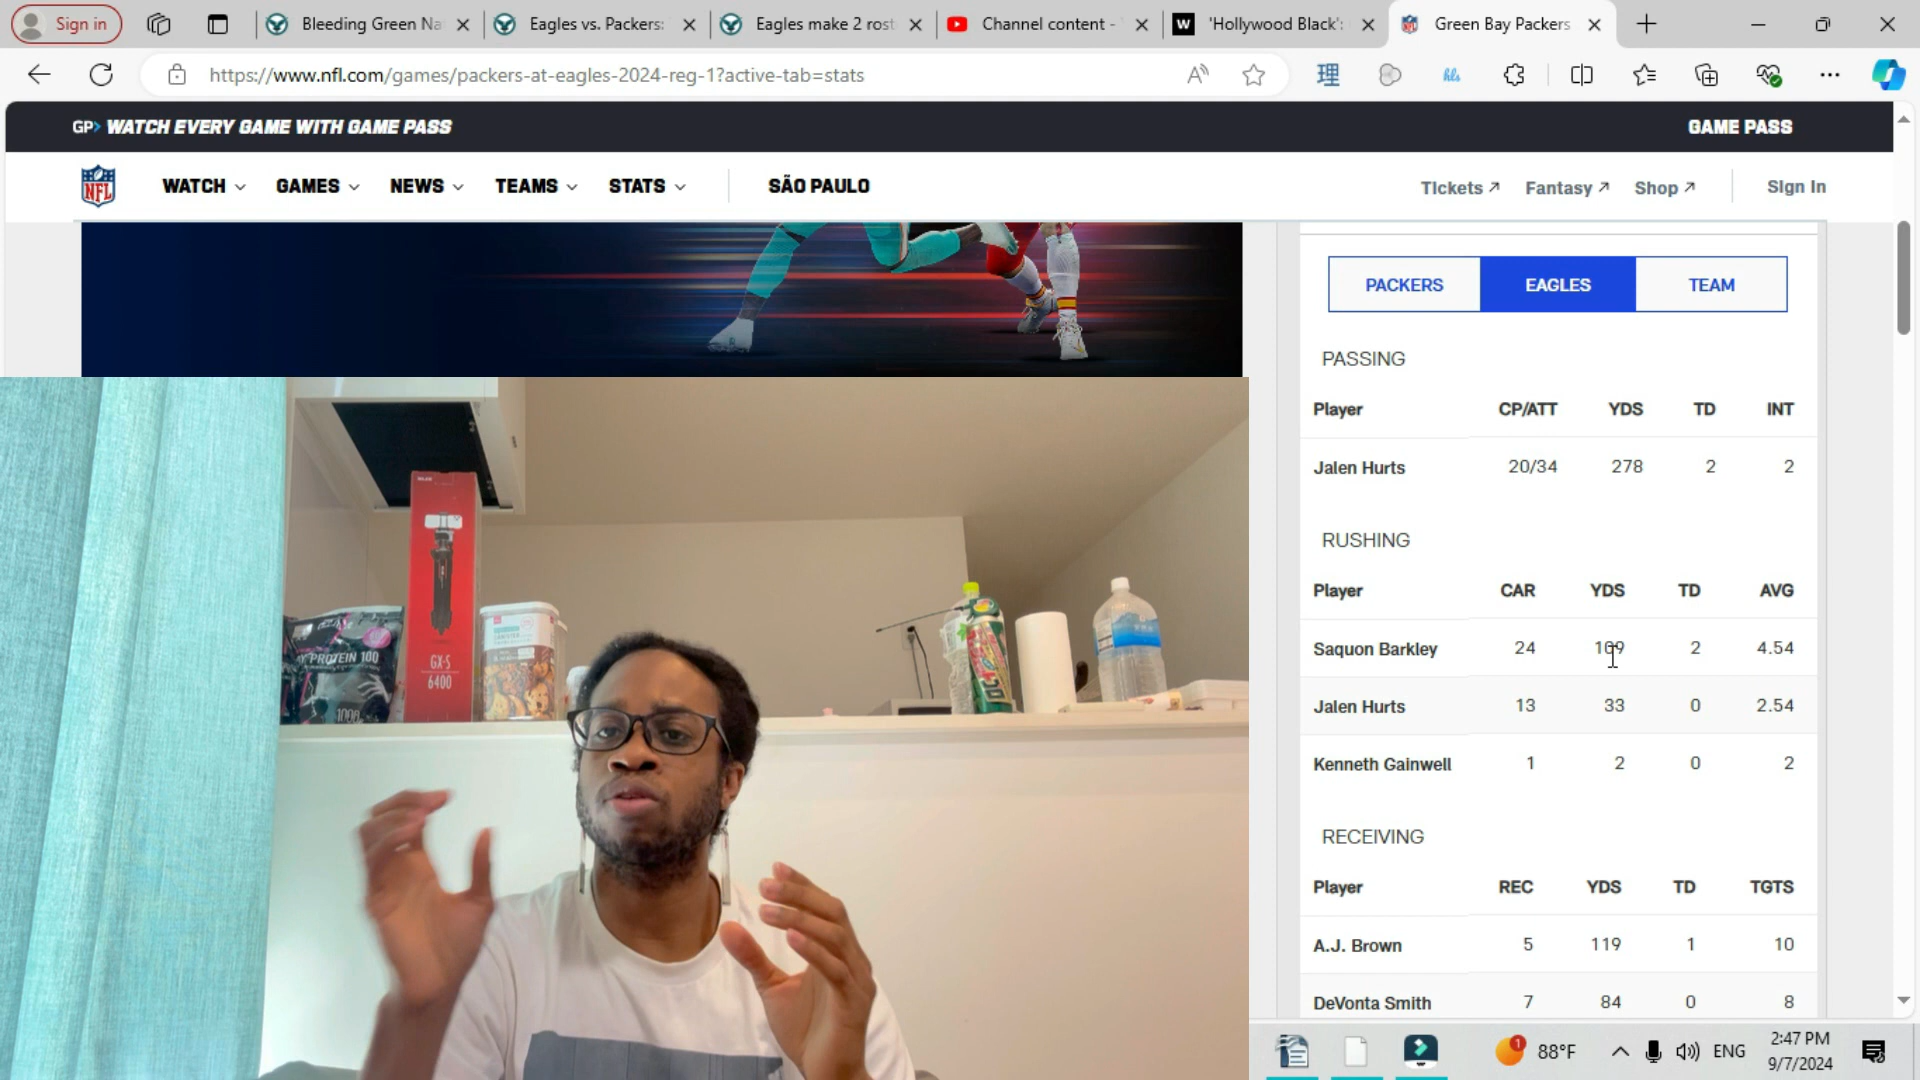 Sign in
Bleeding Green Na
Eagles vs. Packers:
Eagles make 2 rost
Channel content -
'Hollywood Black':
Green Bay Packers
https://www.nfl.com/games/packers-at-eagles-2024-reg-1?active-tab=stats
GP> WATCH EVERY GAME WITH GAME PASS
GAME PASS
NFL
WATCH GAMES NEWS TEAMS STATS SÃO PAULO
Tickets Fantasy Shop Sign In
PACKERS EAGLES TEAM
PASSING
Player CP/ATT YDS TD INT
Jalen Hurts 20/34 278 2 2
RUSHING
Player CAR YDS TD AVG
Saquon Barkley 24 109 2 4.54
Jalen Hurts 13 33 0 2.54
Kenneth Gainwell 1 2 0 2
RECEIVING
Player REC YDS TD TGTS
A.J. Brown 5 119 1 10
DeVonta Smith 7 84 0 8
PROTEIN 100
GX-S
6400
1 88°F
ENG
2:47 PM
9/7/2024